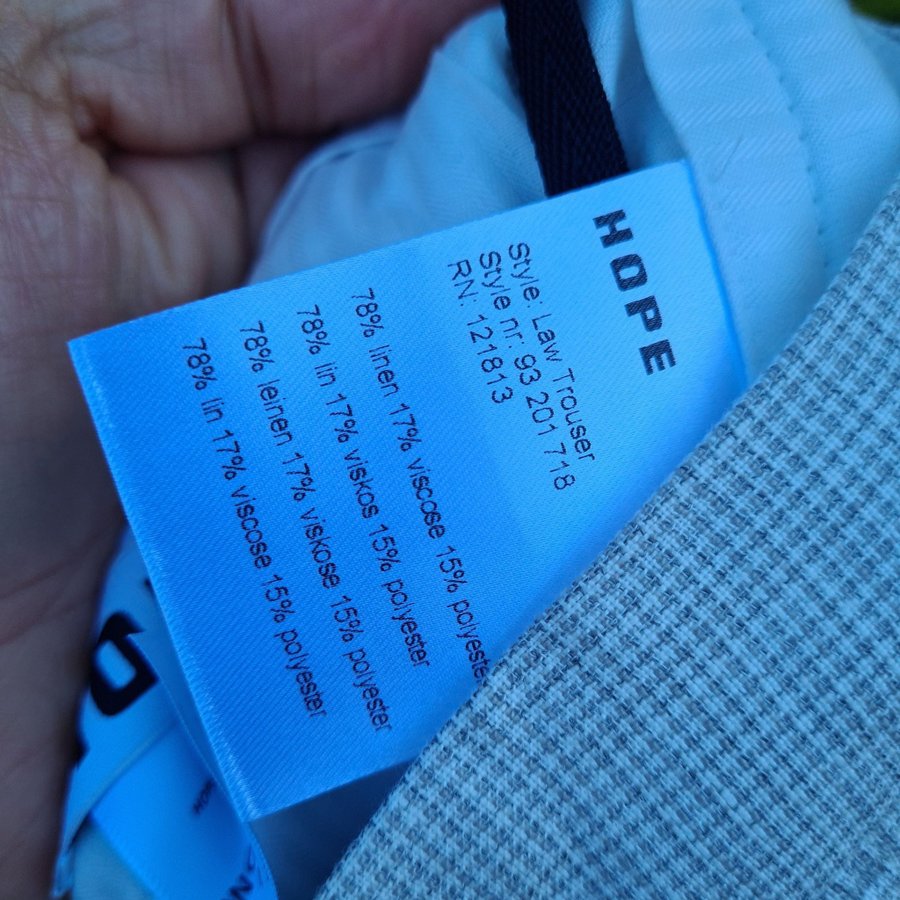 HOPE
Style: Law Trouser
Style nr: 93 201 718
RN: 121813
78% linen 17% viscose 15% polyeste
78% lin 17% viskos 15% polyester
78% leinen 17% viskose 15% polyester
78% lin 17% viscose 15% polyester